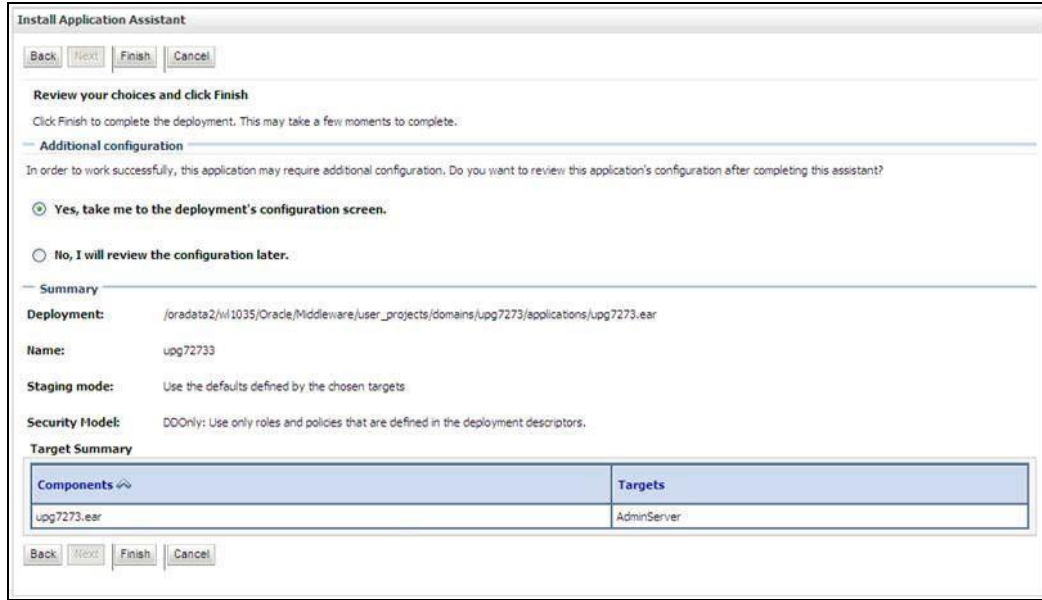 Install Application Assistant
Back Next Finish Cancel
Review your choices and click Finish
Click Finish to complete the deployment. This may take a few moments to complete.
Additional configuration
In order to work successfully, this application may require additional configuration. Do you want to review this application's configuration after completing this assistant?
Yes, take me to the deployment's configuration screen.
No, I will review the configuration later.
Summary
Deployment: /oradata2/wl1035/Oracle/Middleware/user_projects/domains/upg7273/applications/upg7273.ear
Name: upg72733
Staging mode: Use the defaults defined by the chosen targets
Security Model: DDOnly: Use only roles and policies that are defined in the deployment descriptors.
Target Summary
Components Targets
upg7273.ear AdminServer
Back Next Finish Cancel